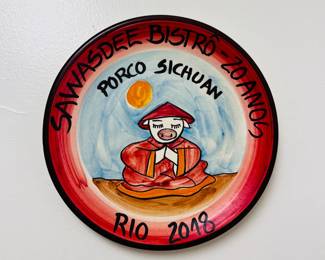 SAWASDEE BISTRÔ - 20 ANOS
PORCO SICHUAN
RIO 2018